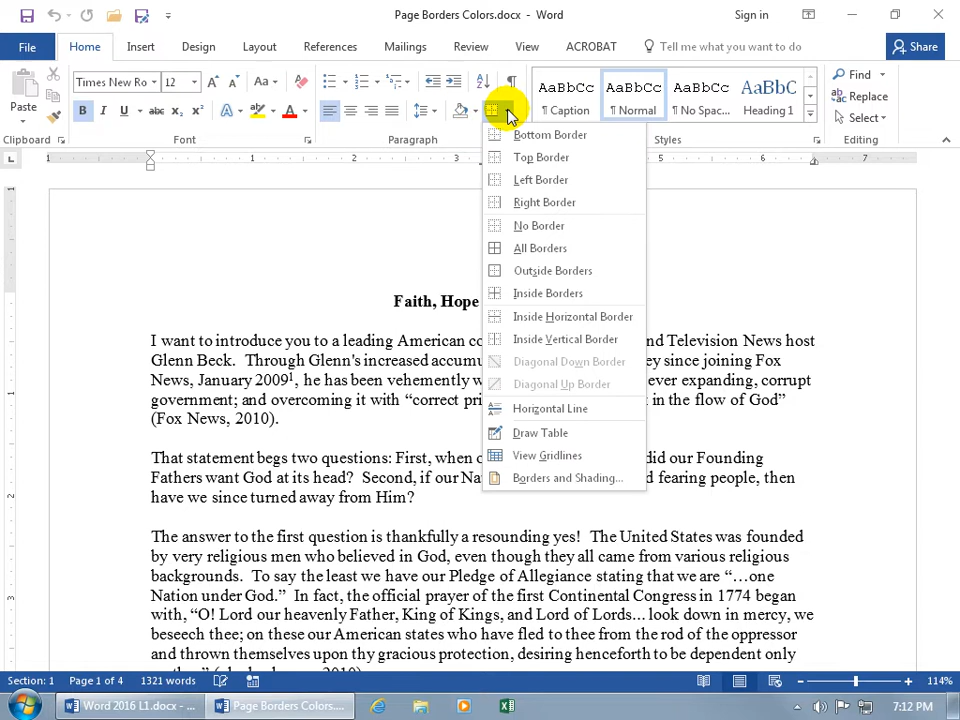 Page Borders Colors.docx - Word
Sign in
File Home Insert Design Layout References Mailings Review View ACROBAT Tell me what you want to do... Share
Paste
Times New Ro 12 Aa
B I U abc X₂ X² A ab A
AaBbCc AaBbCc AaBbCc AaBbC
¶ Caption ¶ Normal ¶ No Spac... Heading 1
Find
Replace
Select
Clipboard Font Paragraph Styles Editing
1 1 2 3 5 6 7
Bottom Border
Top Border
Left Border
Right Border
No Border
All Borders
Outside Borders
Inside Borders
Inside Horizontal Border
Inside Vertical Border
Diagonal Down Border
Diagonal Up Border
Horizontal Line
Draw Table
View Gridlines
Borders and Shading...
Faith, Hope
I want to introduce you to a leading American co nd Television News host
Glenn Beck. Through Glenn's increased accumu ey since joining Fox
News, January 2009¹, he has been vehemently w ever expanding, corrupt
government; and overcoming it with “correct pri t in the flow of God”
(Fox News, 2010).
That statement begs two questions: First, when c did our Founding
Fathers want God at its head? Second, if our Na d fearing people, then
have we since turned away from Him?
The answer to the first question is thankfully a resounding yes! The United States was founded
by very religious men who believed in God, even though they all came from various religious
backgrounds. To say the least we have our Pledge of Allegiance stating that we are “…one
Nation under God.” In fact, the official prayer of the first Continental Congress in 1774 began
with, “O! Lord our heavenly Father, King of Kings, and Lord of Lords... look down in mercy, we
beseech thee; on these our American states who have fled to thee from the rod of the oppressor
and thrown themselves upon thy gracious protection, desiring henceforth to be dependent only
Section: 1 Page 1 of 4 1321 words 114%
Word 2016 L1.docx - ... Page Borders Colors.... 7:12 PM